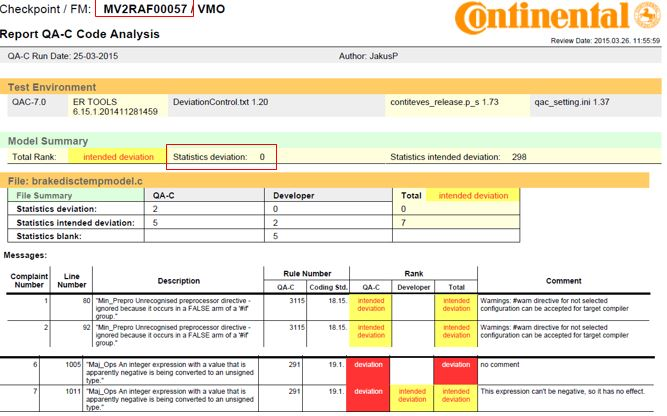 Checkpoint / FM: MV2RAF00057 / VMO
Continental
Report QA-C Code Analysis
Review Date: 2015.03.26. 11:55:59
QA-C Run Date: 25-03-2015 Author: JakusP
Test Environment
QAC-7.0 ER TOOLS DeviationControl.txt 1.20 contiteves_release.p_s 1.73 qac_setting.ini 1.37
6.15.1.201411281459
Model Summary
Total Rank: intended deviation Statistics deviation: 0 Statistics intended deviation: 298
File: brakedisctempmodel.c
File Summary QA-C Developer Total intended deviation
Statistics deviation: 2 0 0
Statistics intended deviation: 5 2 7
Statistics blank: 5
Messages:
Complaint Number Line Number Description Rule Number Rank Comment
QA-C Coding Std. QA-C Developer Total
1 80 "Min_Prepro Unrecognised preprocessor directive - 3115 18.15. intended intended Warnings: #warn directive for not selected
ignored because it occurs in a FALSE arm of a '#if' deviation deviation configuration can be accepted for target compiler
group."
2 92 "Min_Prepro Unrecognised preprocessor directive - 3115 18.15. intended intended Warnings: #warn directive for not selected
ignored because it occurs in a FALSE arm of a '#if' deviation deviation configuration can be accepted for target compiler
group."
6 1005 "Maj_Ops An integer expression with a value that is 291 19.1. deviation deviation no comment
apparently negative is being converted to an unsigned
type."
7 1011 "Maj_Ops An integer expression with a value that is 291 19.1. deviation intended intended This expression can't be negative, so it has no effect.
apparently negative is being converted to an unsigned deviation deviation
type."